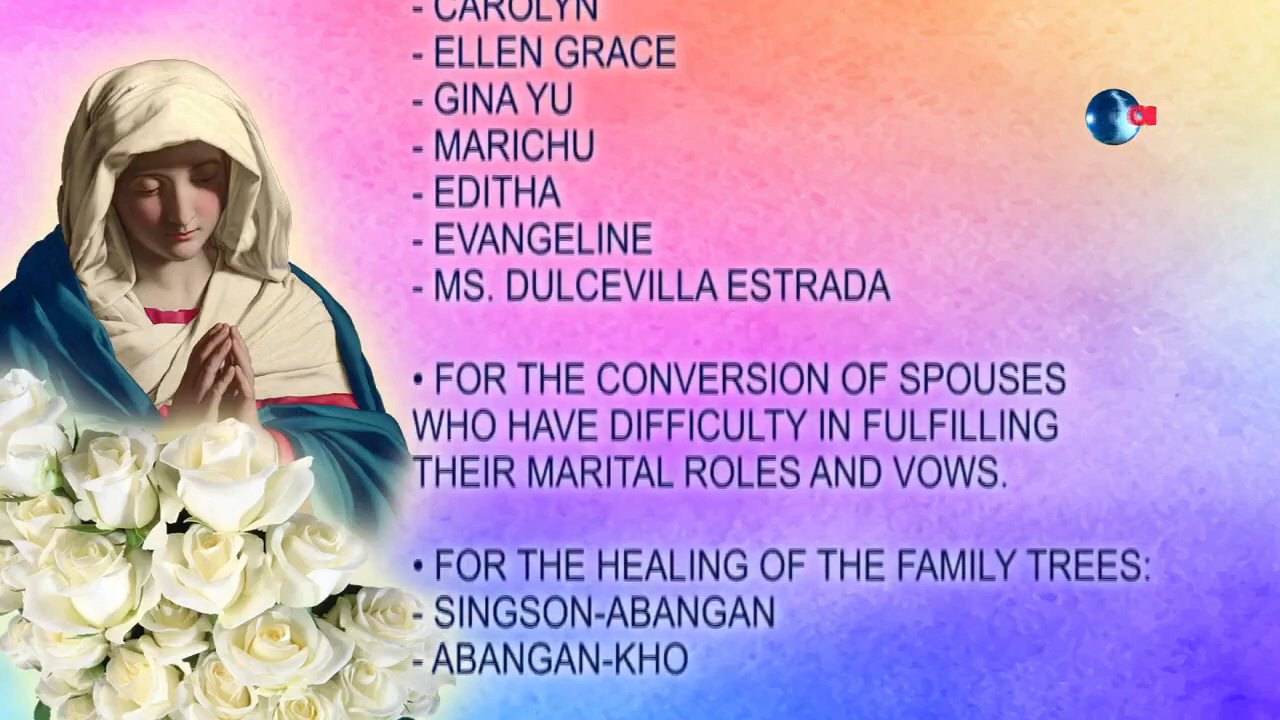 - CAROLYN
- ELLEN GRACE
- GINA YU
- MARICHU
- EDITHA
- EVANGELINE
- MS. DULCEVILLA ESTRADA
• FOR THE CONVERSION OF SPOUSES
WHO HAVE DIFFICULTY IN FULFILLING
THEIR MARITAL ROLES AND VOWS.
• FOR THE HEALING OF THE FAMILY TREES:
- SINGSON-ABANGAN
- ABANGAN-KHO